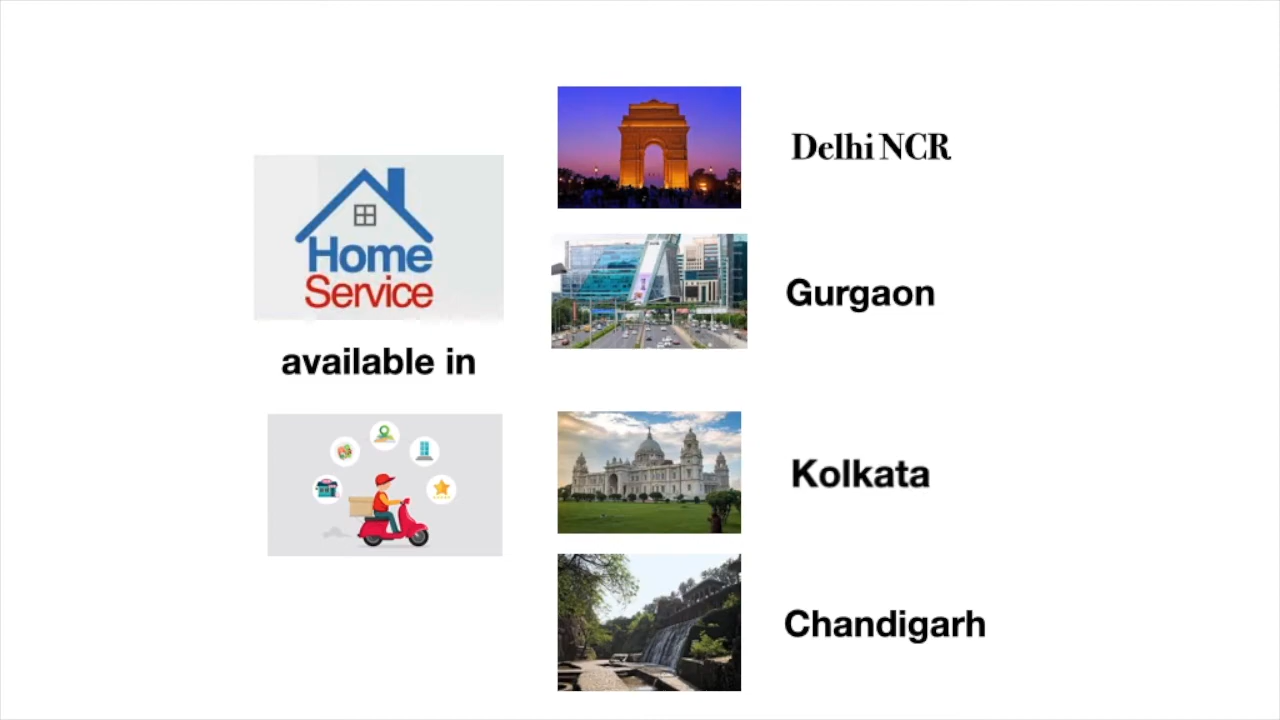 Home
Service
available in
Delhi NCR
Gurgaon
Kolkata
Chandigarh